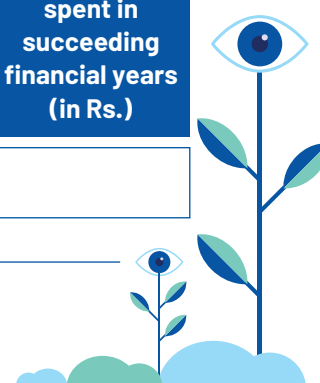 spent in
succeeding
financial years
(in Rs.)